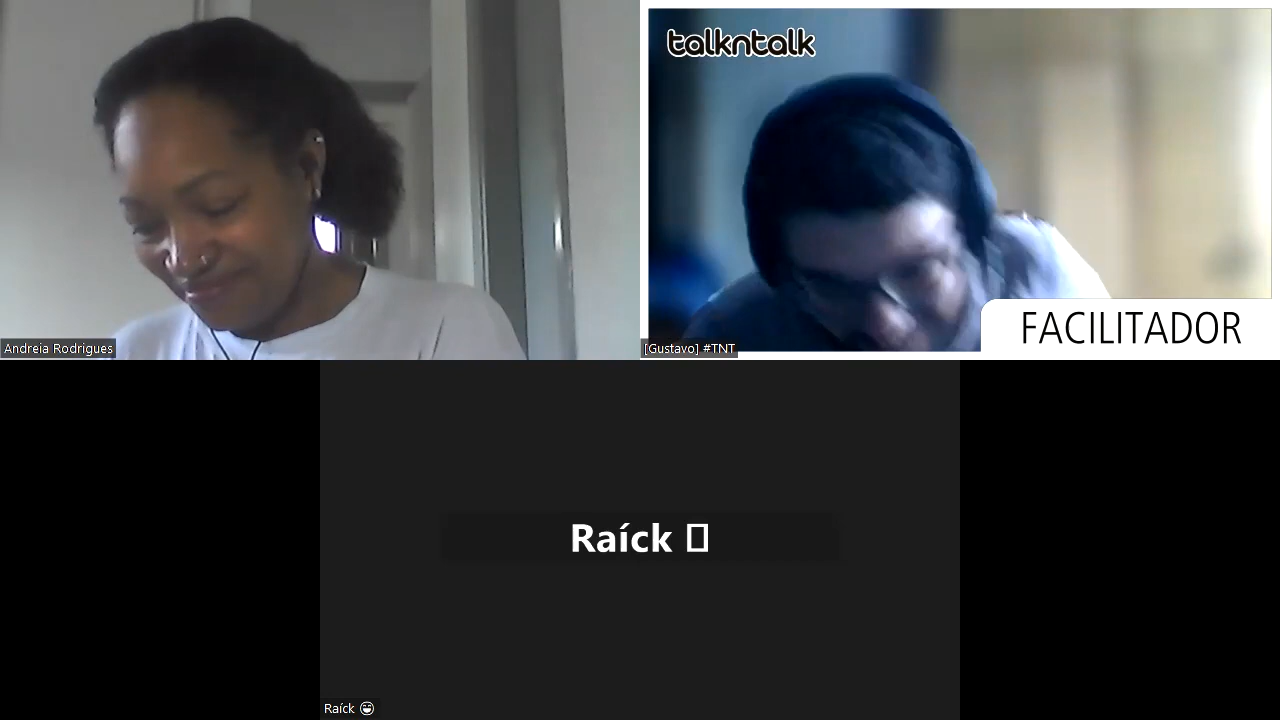 talkntalk
FACILITADOR
Andreia Rodrigues
[Gustavo] #TNT
Raíck
Raíck 😀